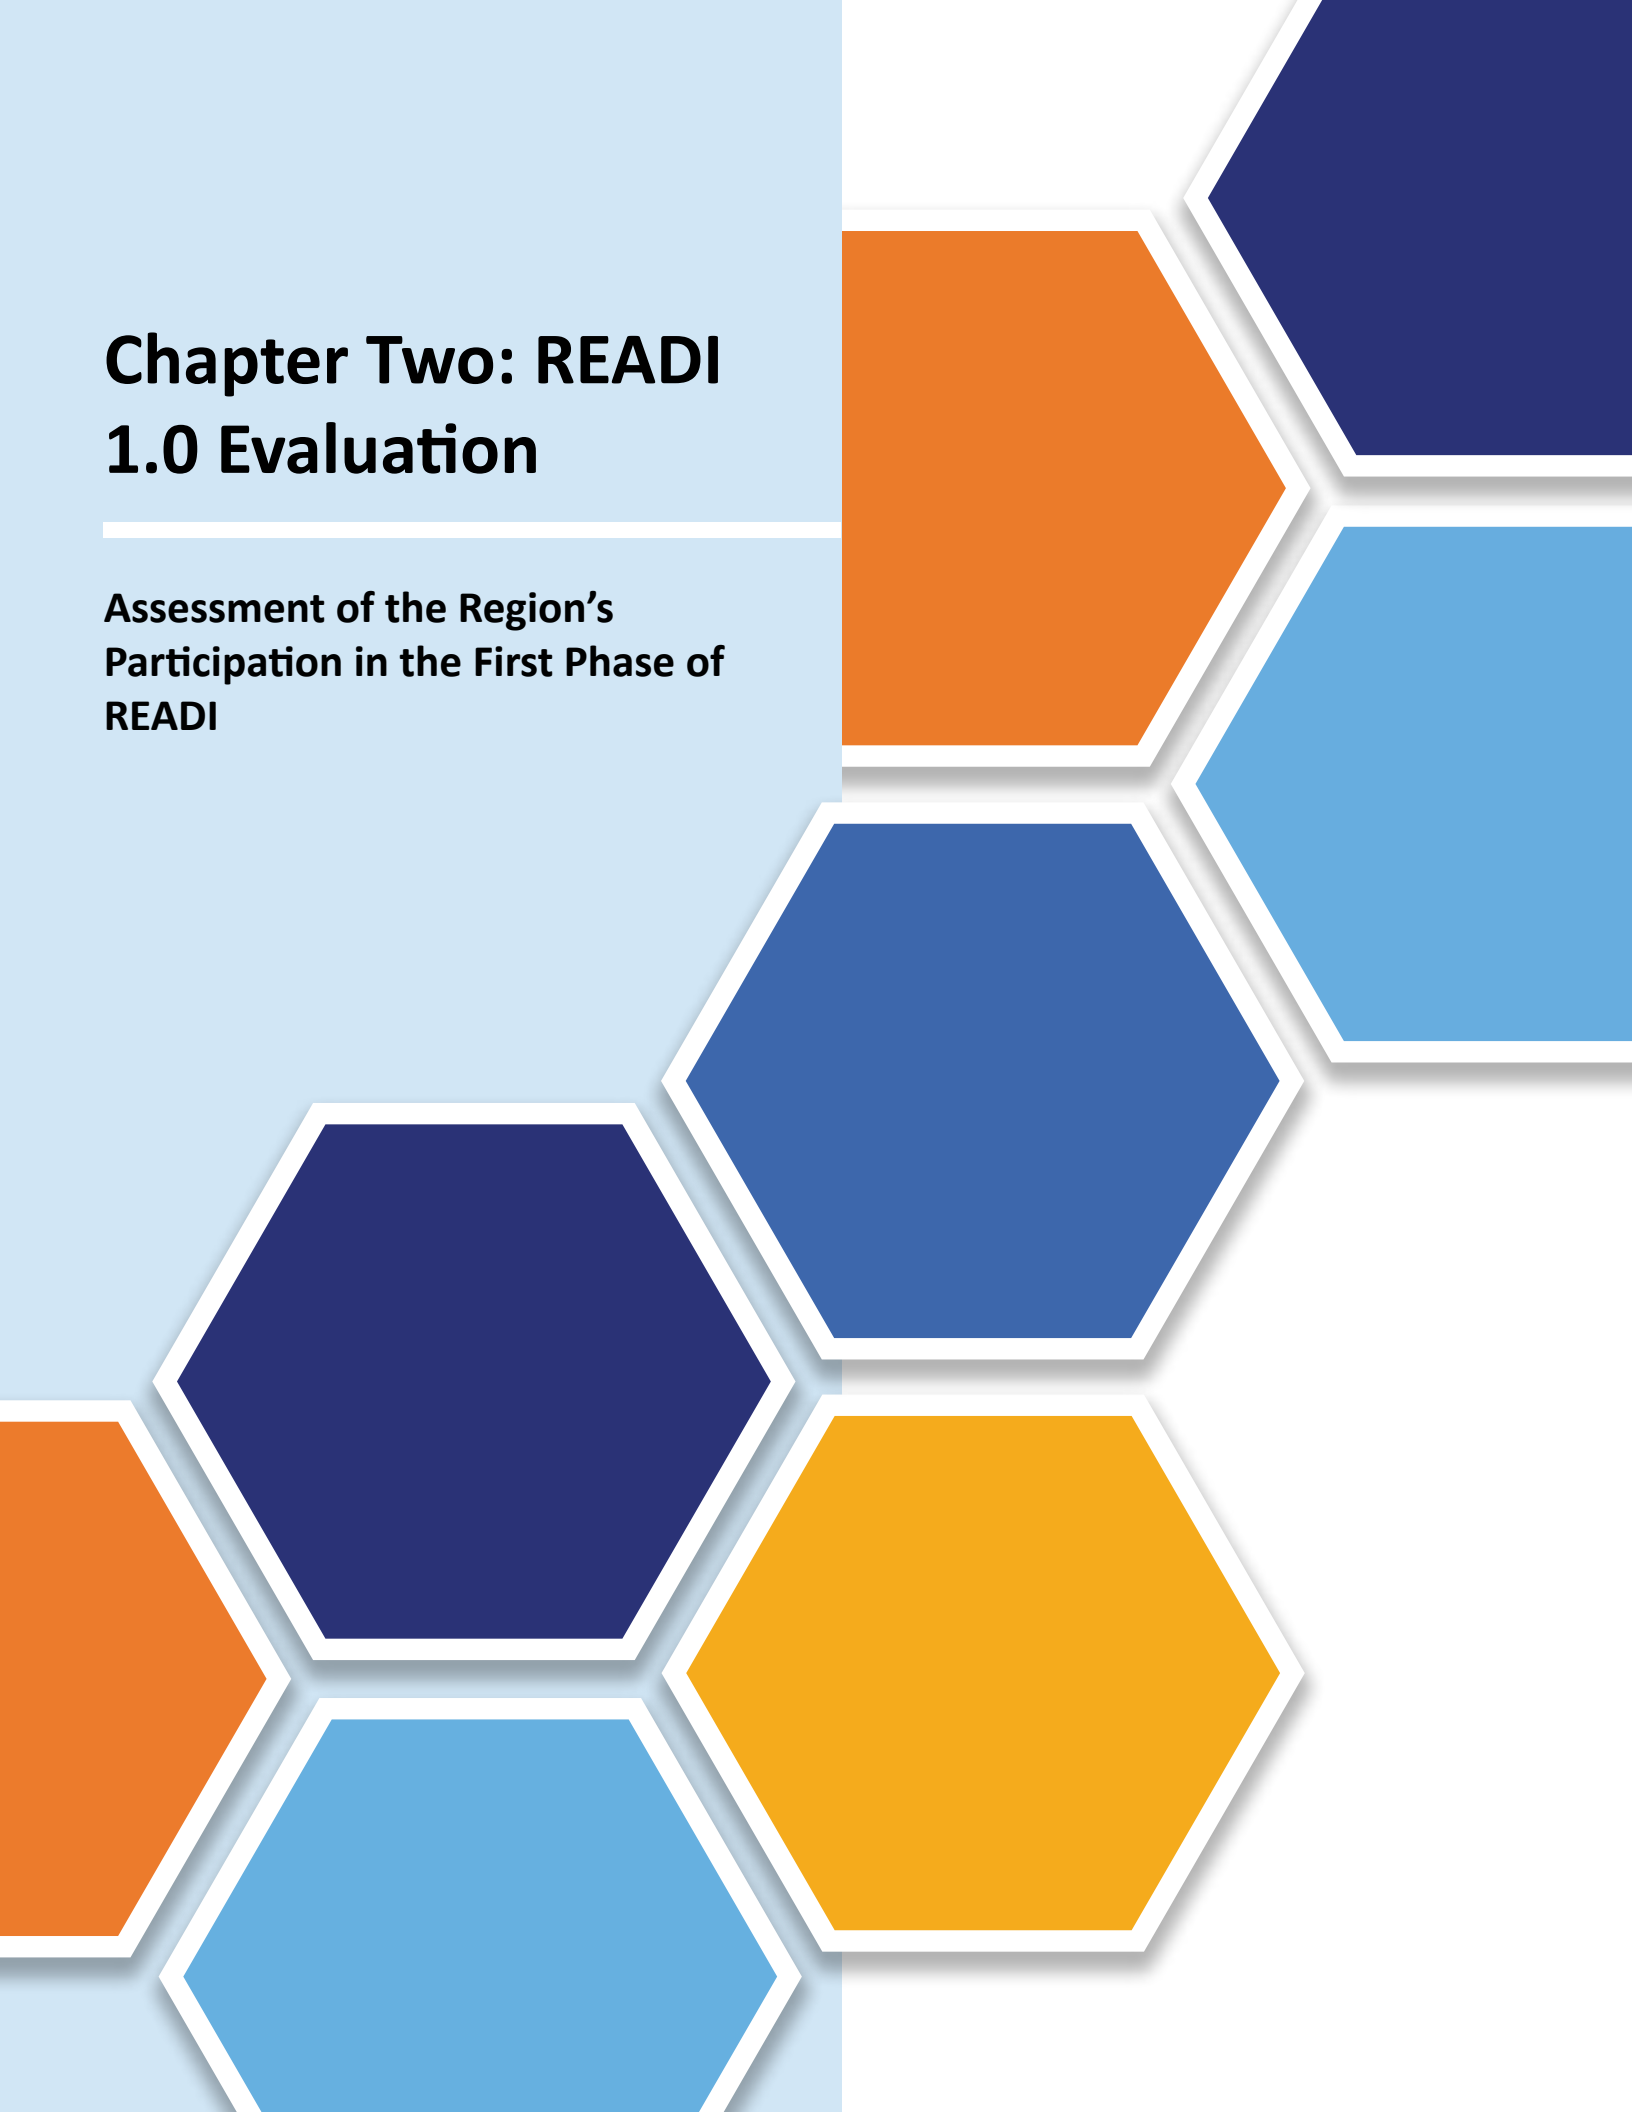 Chapter Two: READI
1.0 Evaluation
Assessment of the Region's
Participation in the First Phase of
READI